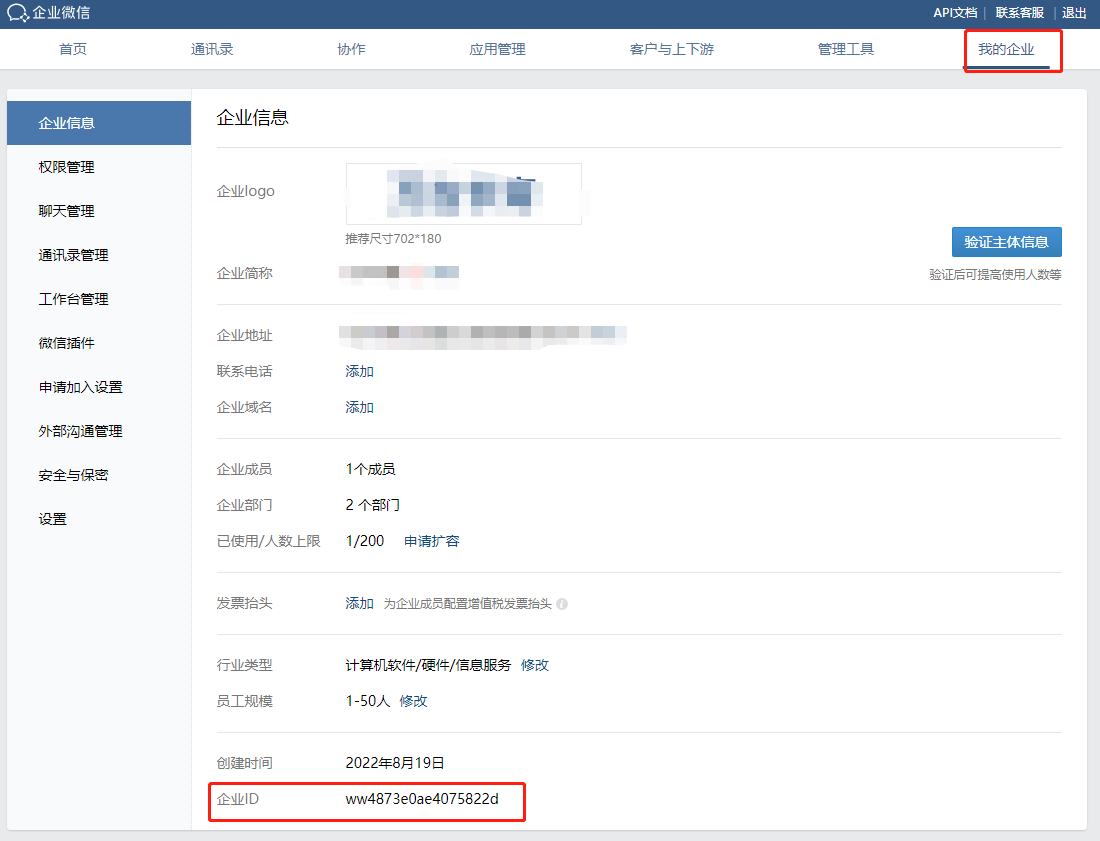 企业微信
API文档 | 联系客服 | 退出
首页 通讯录 协作 应用管理 客户与上下游 管理工具 我的企业
企业信息
权限管理
聊天管理
通讯录管理
工作台管理
微信插件
申请加入设置
外部沟通管理
安全与保密
设置
企业信息
企业logo
推荐尺寸702*180
验证主体信息
企业简称
验证后可提高使用人数等
企业地址
联系电话 添加
企业域名 添加
企业成员 1个成员
企业部门 2 个部门
已使用/人数上限 1/200 申请扩容
发票抬头 添加 为企业成员配置增值税发票抬头 i
行业类型 计算机软件/硬件/信息服务 修改
员工规模 1-50人 修改
创建时间 2022年8月19日
企业ID ww4873e0ae4075822d